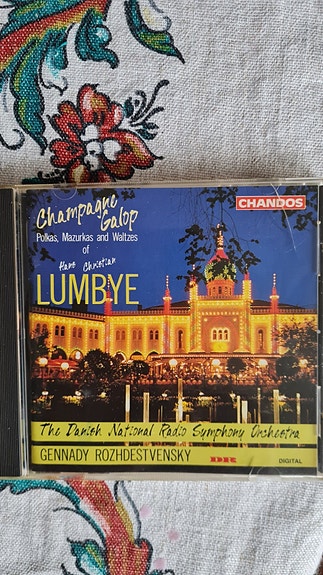 Champagne
Galop
CHANDOS
Polkas, Mazurkas and Waltzes
of
Hans Christian
LUMBYE
The Danish National Radio Symphony Orchestra
GENNADY ROZHDESTVENSKY
DR
DIGITAL